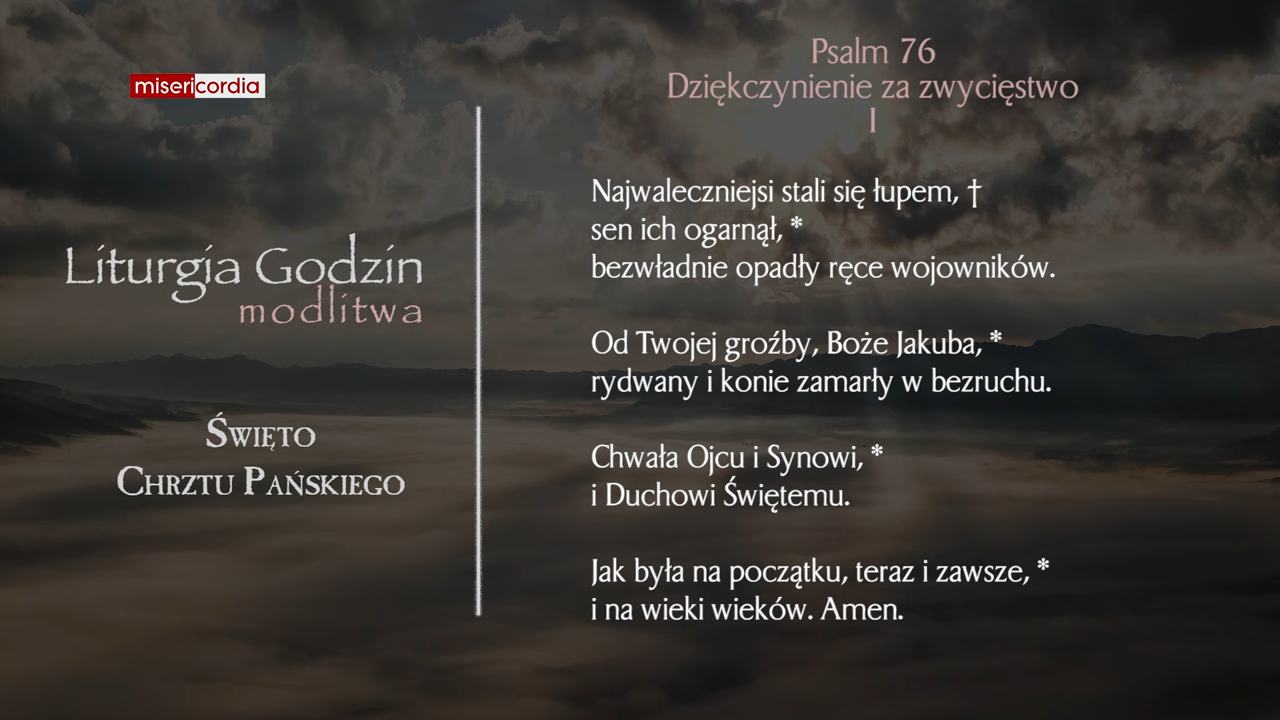 misericordia
Liturgia Godzin
modlitwa
Święto
Chrztu Pańskiego
Psalm 76
Dziękczynienie za zwycięstwo
I
Najwaleczniejsi stali się łupem, †
sen ich ogarnął, *
bezwładnie opadły ręce wojowników.
Od Twojej groźby, Boże Jakuba, *
rydwany i konie zamarły w bezruchu.
Chwała Ojcu i Synowi, *
i Duchowi Świętemu.
Jak była na początku, teraz i zawsze, *
i na wieki wieków. Amen.